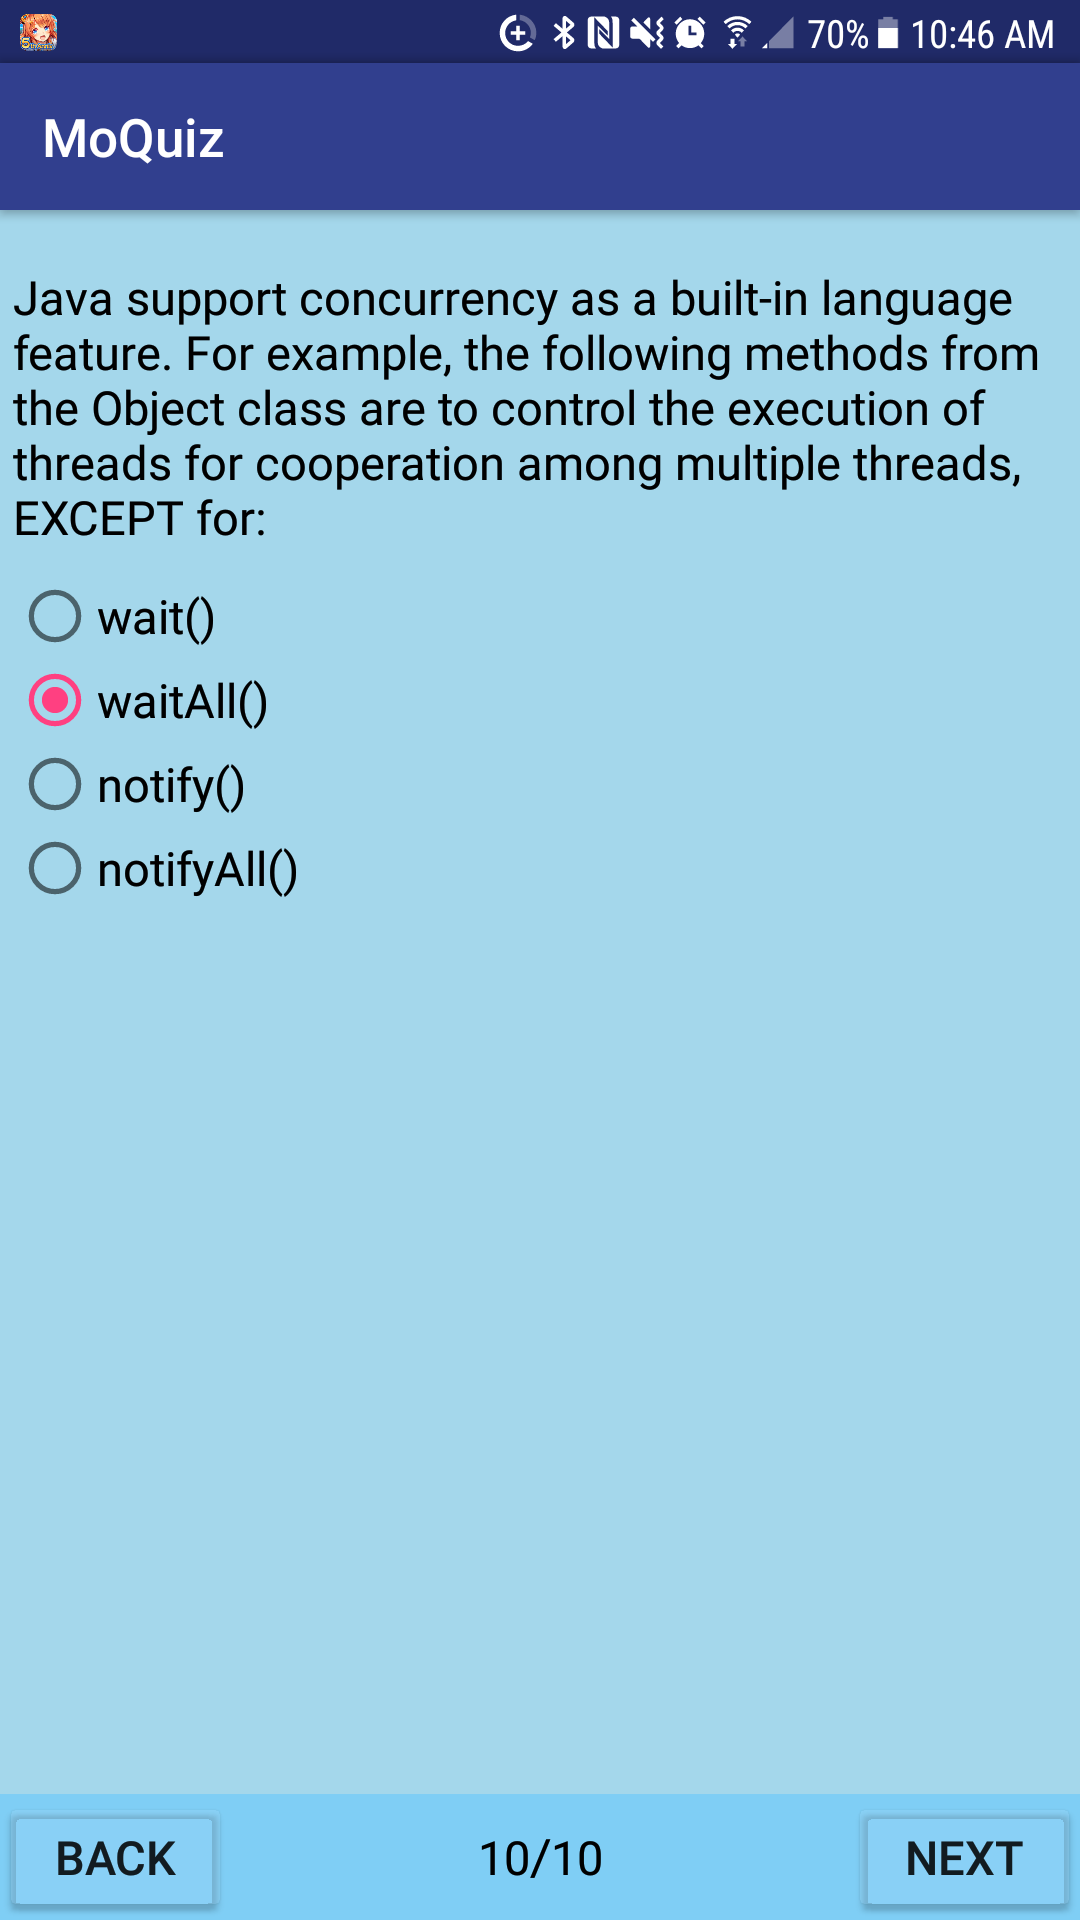 70% 10:46 AM
MoQuiz
Java support concurrency as a built-in language
feature. For example, the following methods from
the Object class are to control the execution of
threads for cooperation among multiple threads,
EXCEPT for:
wait()
waitAll()
notify()
notifyAll()
BACK 10/10 NEXT